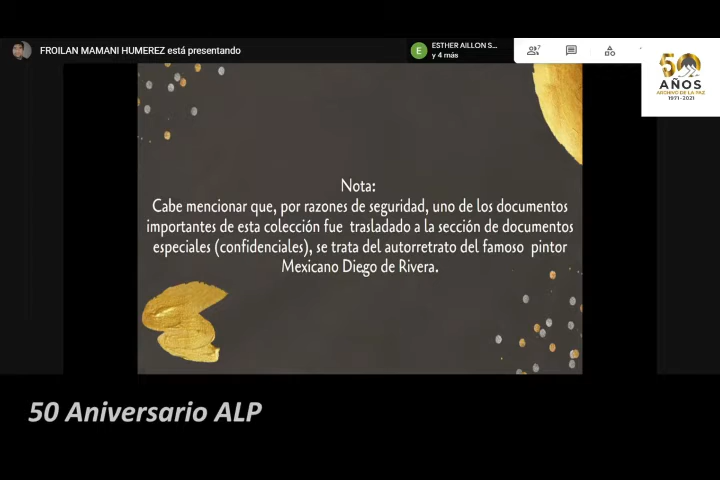 FROILAN MAMANI HUMEREZ está presentando
E
ESTHER AILLON S...
y 4 más
7
50
AÑOS
ARCHIVO DE LA PAZ
1971-2021
Nota:
Cabe mencionar que, por razones de seguridad, uno de los documentos
importantes de esta colección fue trasladado a la sección de documentos
especiales (confidenciales), se trata del autorretrato del famoso pintor
Mexicano Diego de Rivera.
50 Aniversario ALP